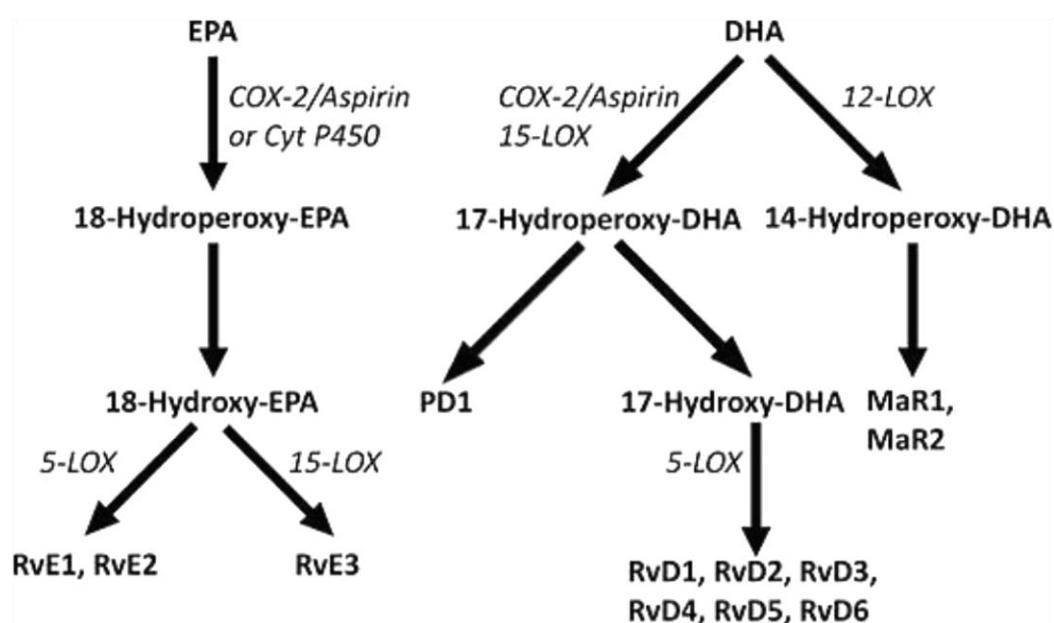 EPA
DHA
COX-2/Aspirin
or Cyt P450
COX-2/Aspirin
15-LOX
12-LOX
18-Hydroperoxy-EPA
17-Hydroperoxy-DHA
14-Hydroperoxy-DHA
18-Hydroxy-EPA
PD1
17-Hydroxy-DHA
MaR1,
MaR2
5-LOX
15-LOX
5-LOX
RvE1, RvE2
RvE3
RvD1, RvD2, RvD3,
RvD4, RvD5, RvD6